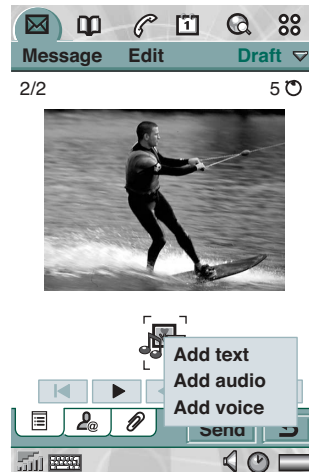 Message Edit Draft
2/2 5
Add text
Add audio
Add voice
Send